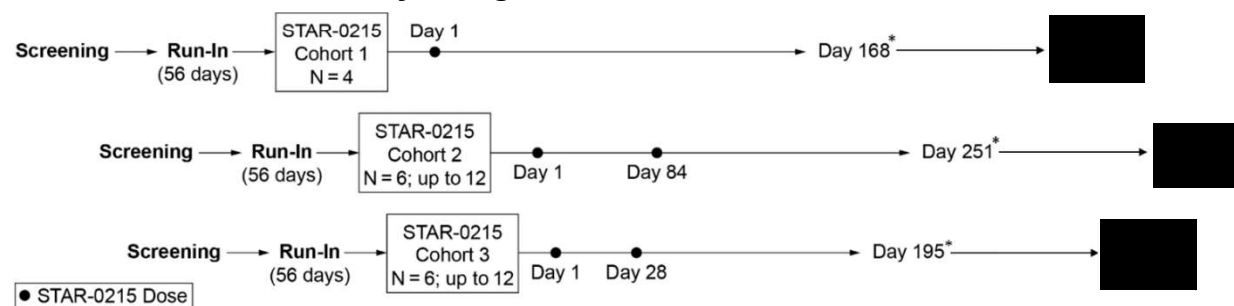 STAR-0215
Cohort 1
N = 4
Screening
Run-In
(56 days)
Day 1
Day 168*
STAR-0215
Cohort 2
N = 6; up to 12
Screening
Run-In
(56 days)
Day 1
Day 84
Day 251*
STAR-0215
Cohort 3
N = 6; up to 12
Screening
Run-In
(56 days)
Day 1
Day 28
Day 195*
● STAR-0215 Dose